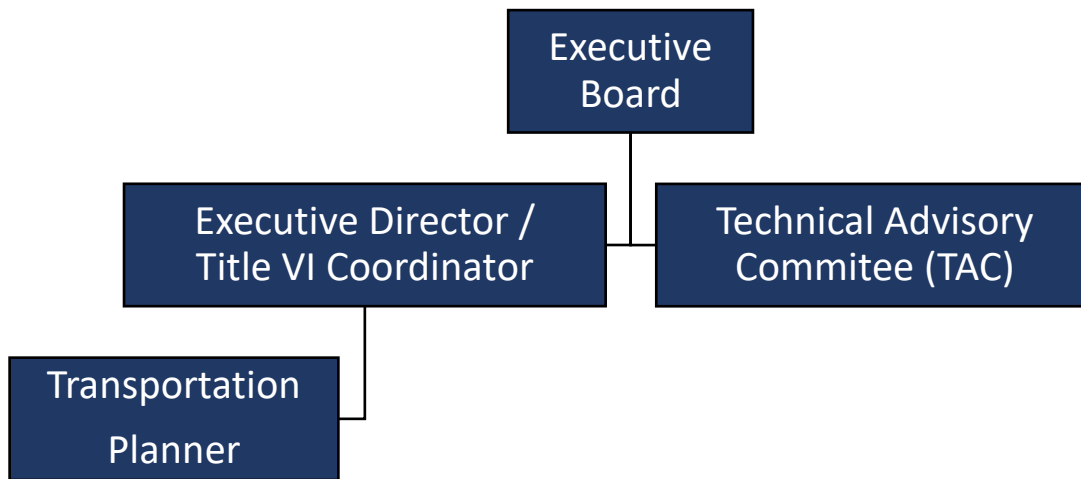 Executive
Board
Executive Director /
Title VI Coordinator
Technical Advisory
Commitee (TAC)
Transportation
Planner